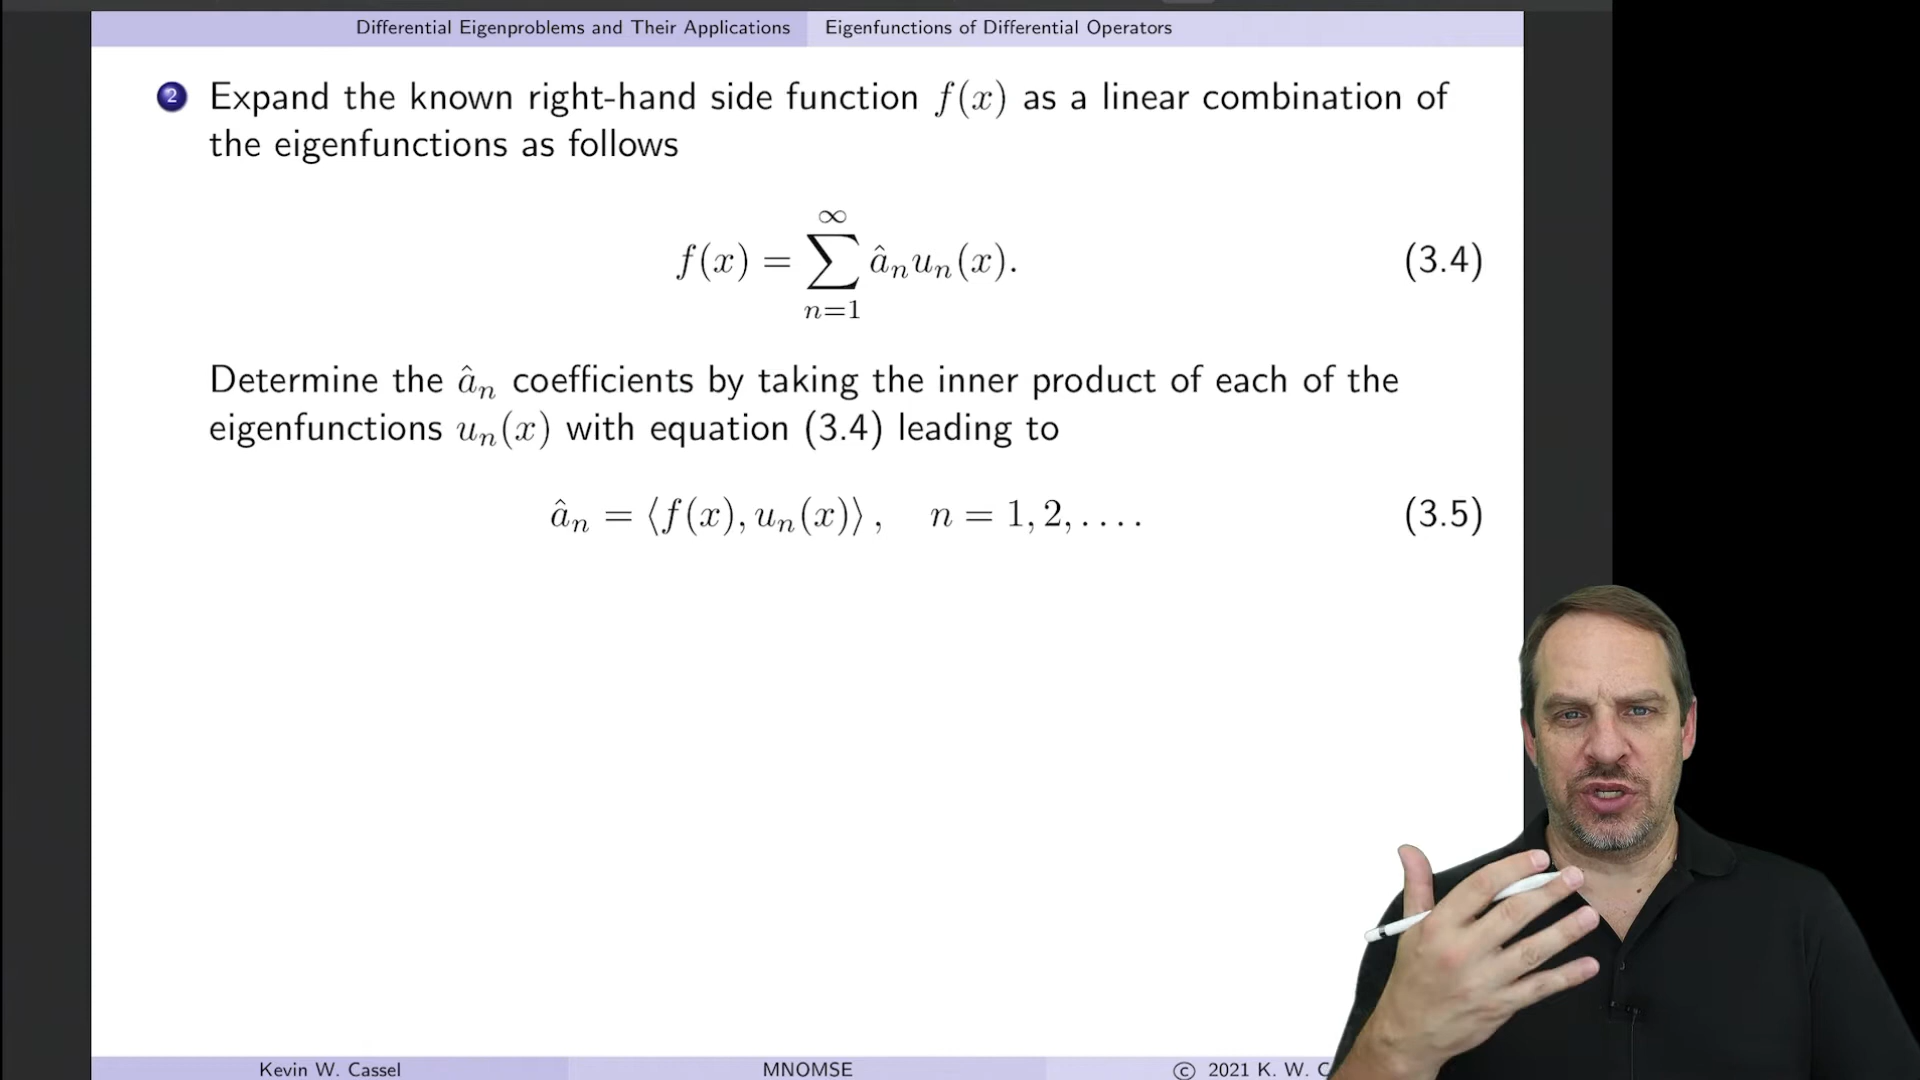 Differential Eigenproblems and Their Applications Eigenfunctions of Differential Operators
2 Expand the known right-hand side function f(x) as a linear combination of
the eigenfunctions as follows
f(x) = ∑_{n=1}^{∞} â_n u_n(x). (3.4)
Determine the â_n coefficients by taking the inner product of each of the
eigenfunctions u_n(x) with equation (3.4) leading to
â_n = ⟨f(x), u_n(x)⟩, n = 1, 2, . . . . (3.5)
Kevin W. Cassel MNOMSE © 2021 K. W. C